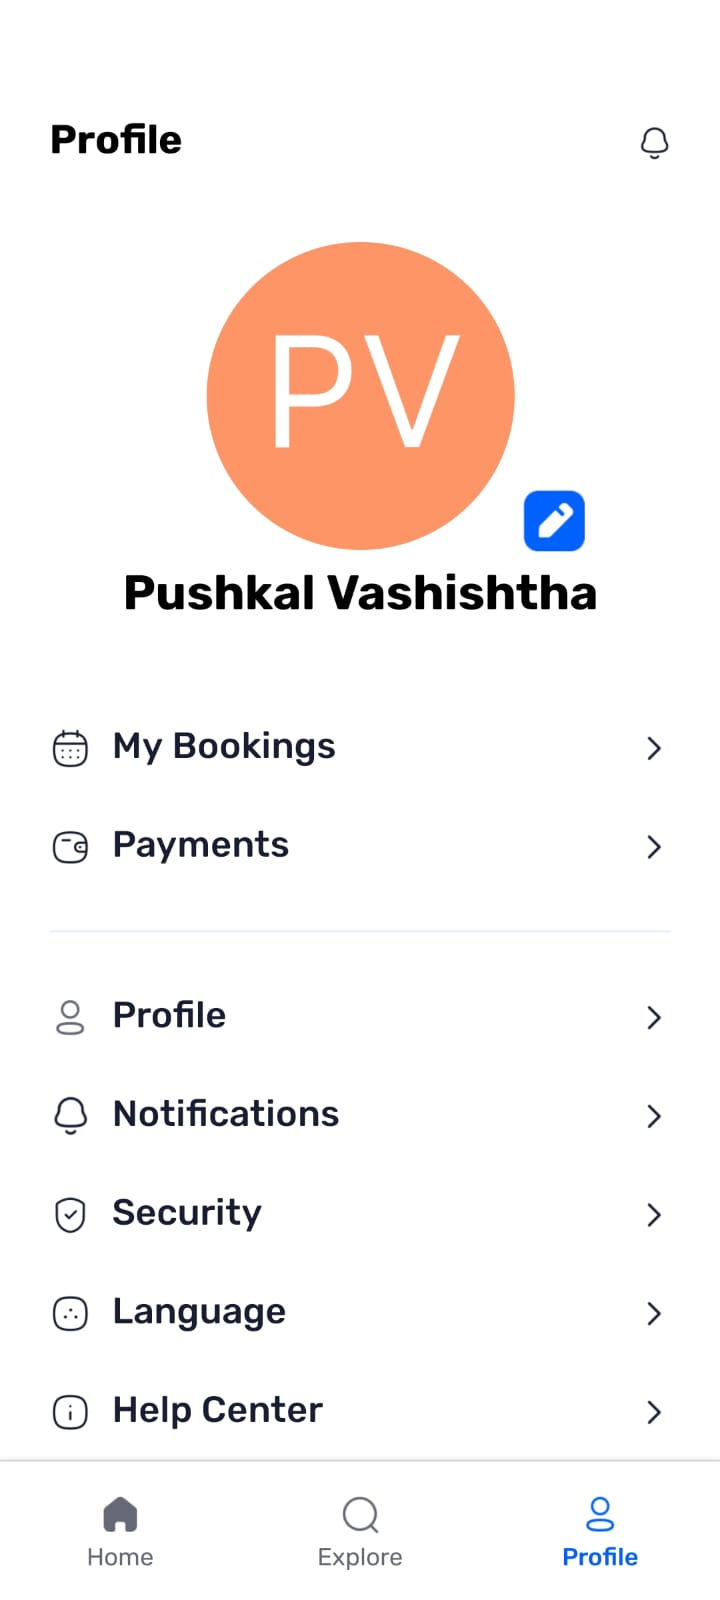 Profile
PV
Pushkal Vashishtha
My Bookings
Payments
Profile
Notifications
Security
Language
Help Center
Home
Explore
Profile